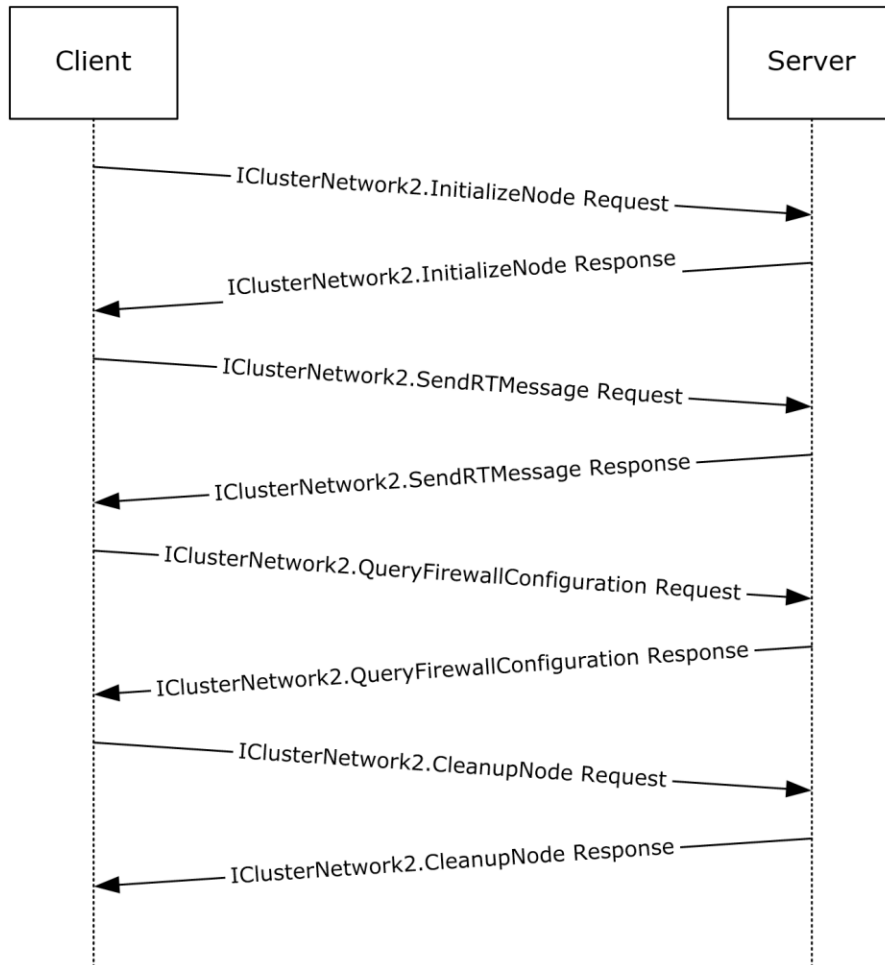 Client
Server
IClusterNetwork2.InitializeNode Request
IClusterNetwork2.InitializeNode Response
IClusterNetwork2.SendRTMessage Request
IClusterNetwork2.SendRTMessage Response
IClusterNetwork2.QueryFirewallConfiguration Request
IClusterNetwork2.QueryFirewallConfiguration Response
IClusterNetwork2.CleanupNode Request
IClusterNetwork2.CleanupNode Response